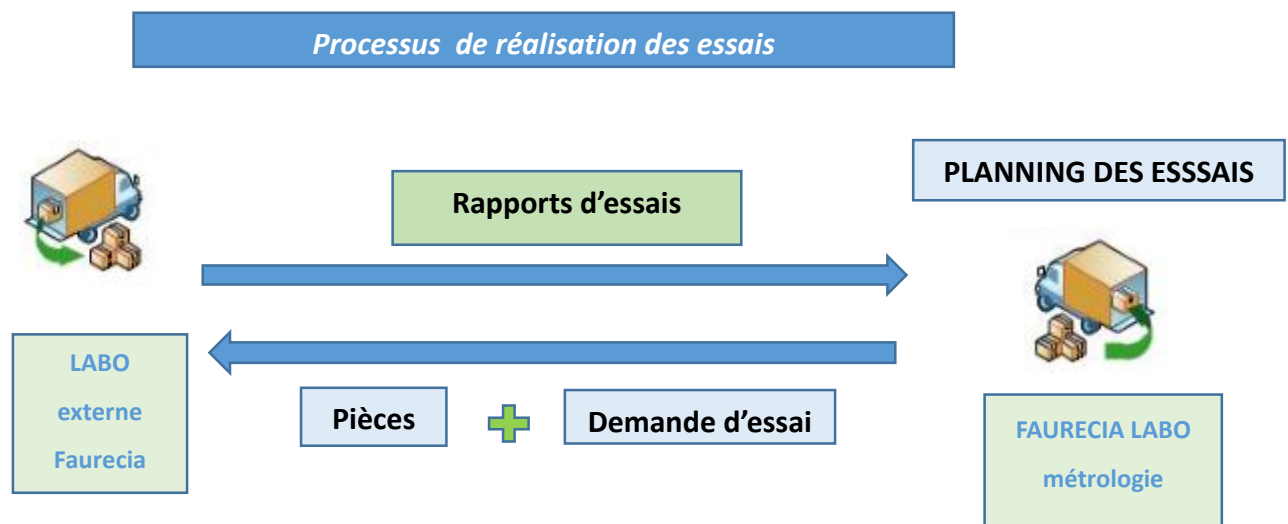 Processus de réalisation des essais
PLANNING DES ESSSAIS
Rapports d'essais
LABO
externe
Faurecia
Pièces
Demande d'essai
FAURECIA LABO
métrologie